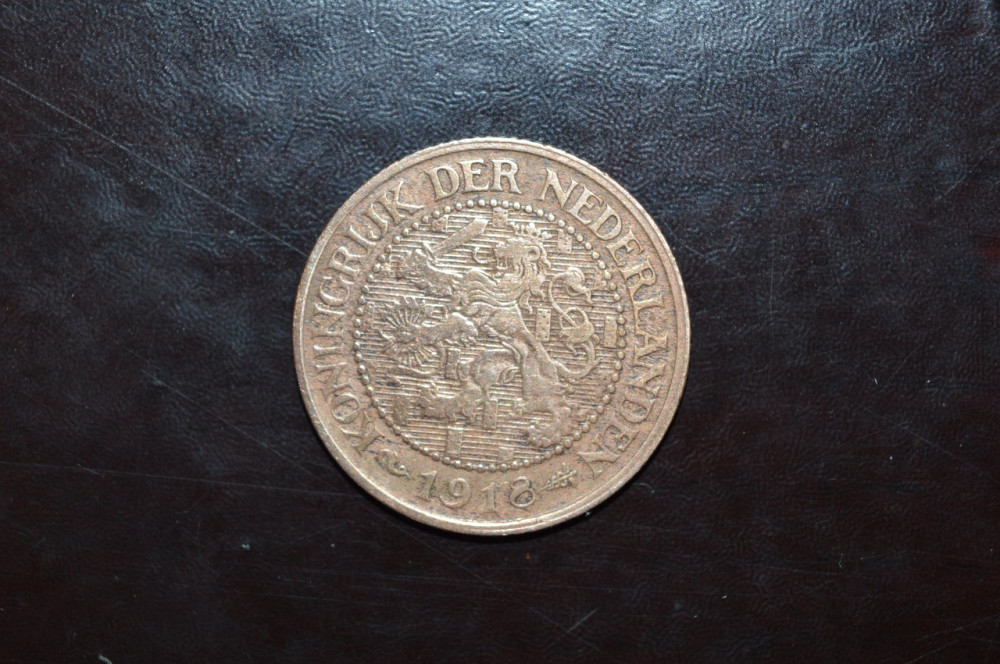 KONINGRIJK DER NEDERLANDEN
1918